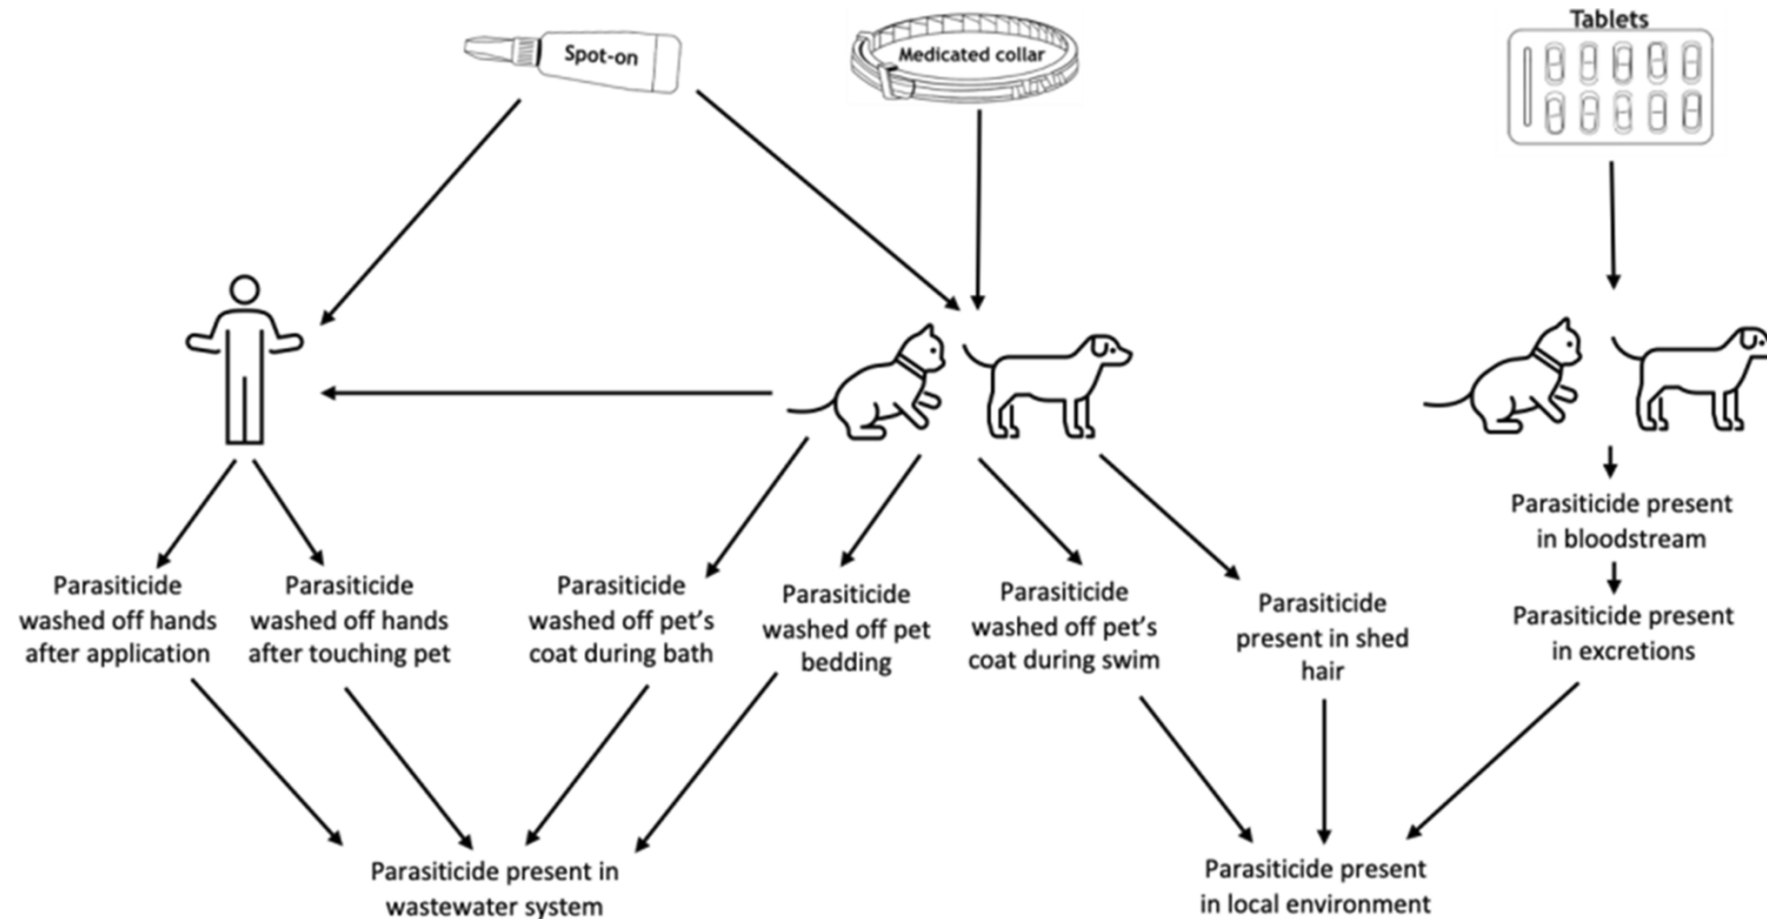 Spot-on
Medicated collar
Tablets
Parasiticide
washed off hands
after application
Parasiticide
washed off hands
after touching pet
Parasiticide
washed off pet's
coat during bath
Parasiticide
washed off pet
bedding
Parasiticide
washed off pet's
coat during swim
Parasiticide
present in shed
hair
Parasiticide present
in bloodstream
Parasiticide present
in excretions
Parasiticide present in
wastewater system
Parasiticide present
in local environment